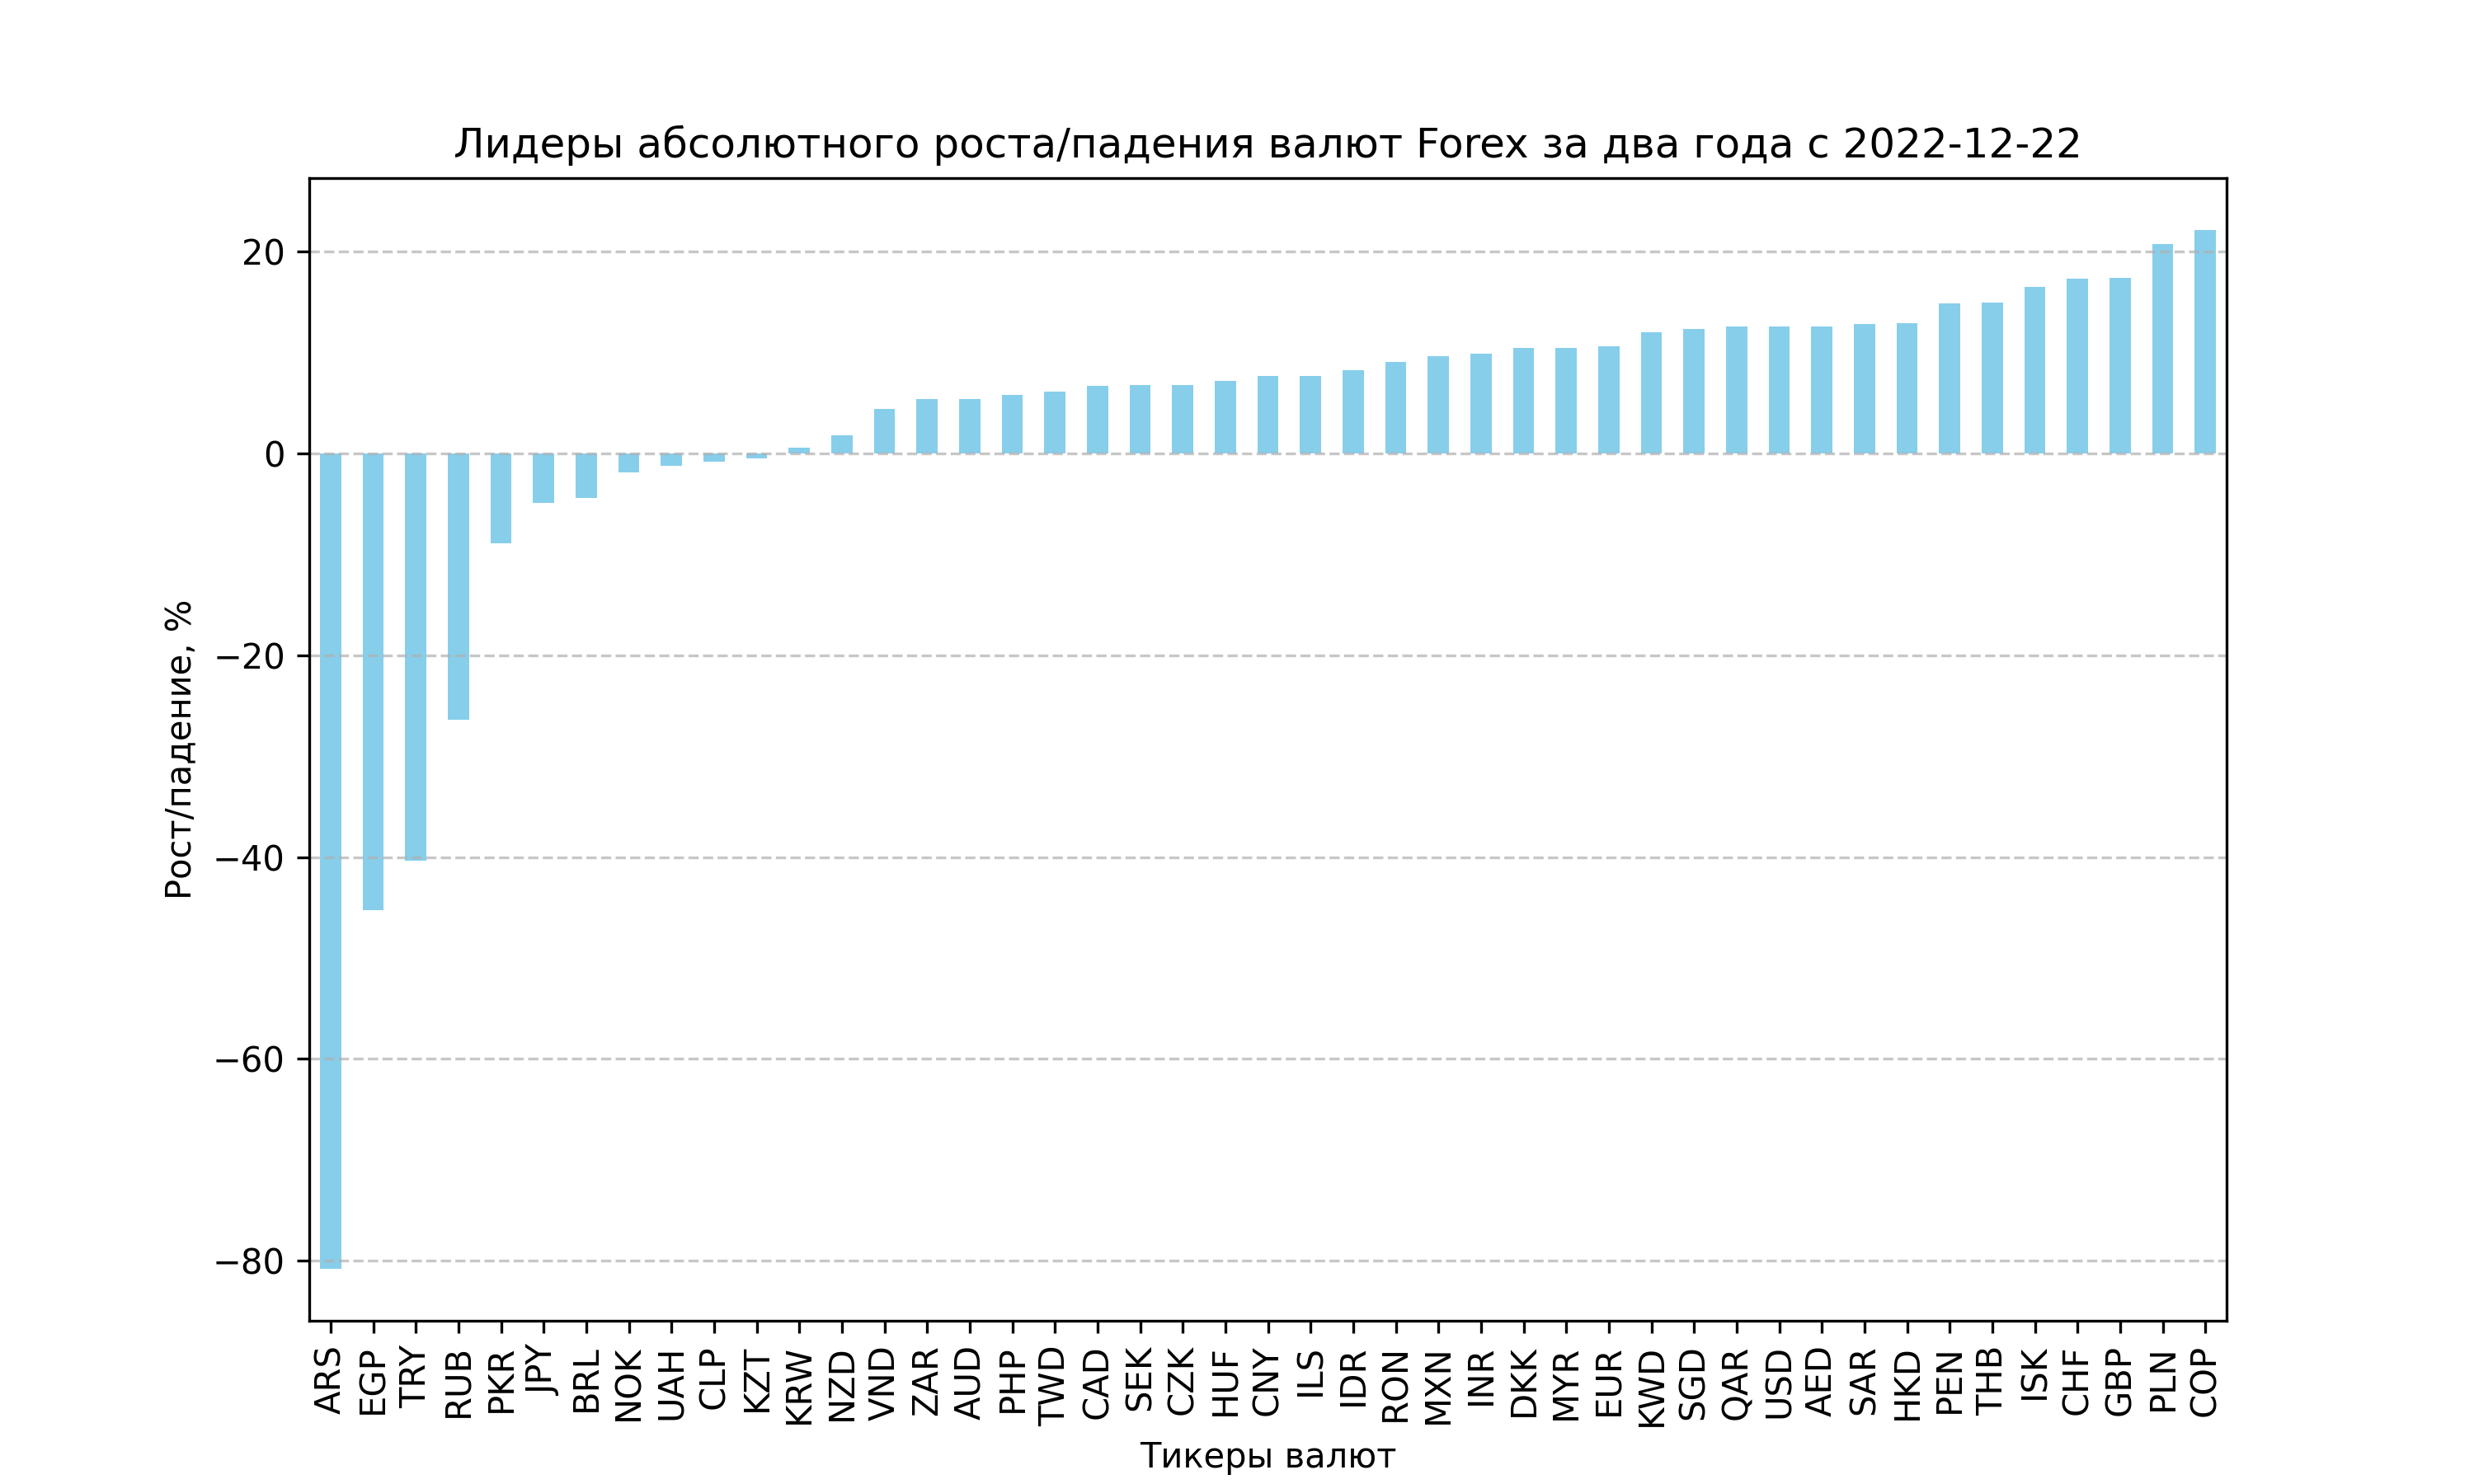 Лидеры абсолютного роста/падения валют Forex за два года с 2022-12-22
Рост/падение, %
20
0
−20
−40
−60
−80
ARS EGP TRY RUB PKR JPY BRL NOK UAH CLP KZT KRW NZD VND ZAR AUD PHP TWD CAD SEK CZK HUF CNY ILS IDR RON MXN INR DKK MYR EUR KWD SGD QAR USD AED SAR HKD PEN THB ISK CHF GBP PLN COP
Тикеры валют